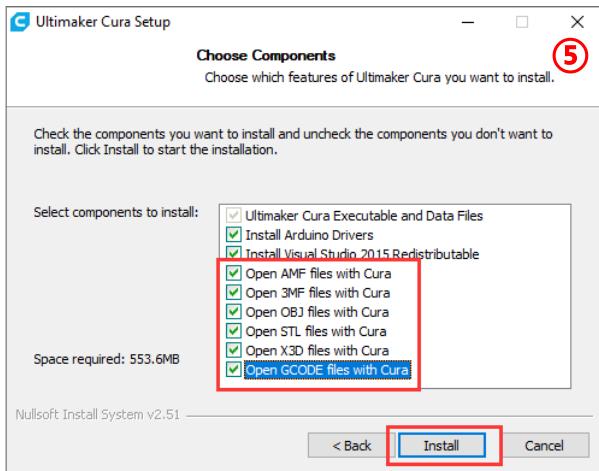 Ultimaker Cura Setup
⑤
Choose Components
Choose which features of Ultimaker Cura you want to install.
Check the components you want to install and uncheck the components you don't want to
install. Click Install to start the installation.
Select components to install:
Ultimaker Cura Executable and Data Files
Install Arduino Drivers
Install Visual Studio 2015 Redistributable
Open AMF files with Cura
Open 3MF files with Cura
Open OBJ files with Cura
Open STL files with Cura
Open X3D files with Cura
Open GCODE files with Cura
Space required: 553.6MB
Nullsoft Install System v2.51
< Back
Install
Cancel